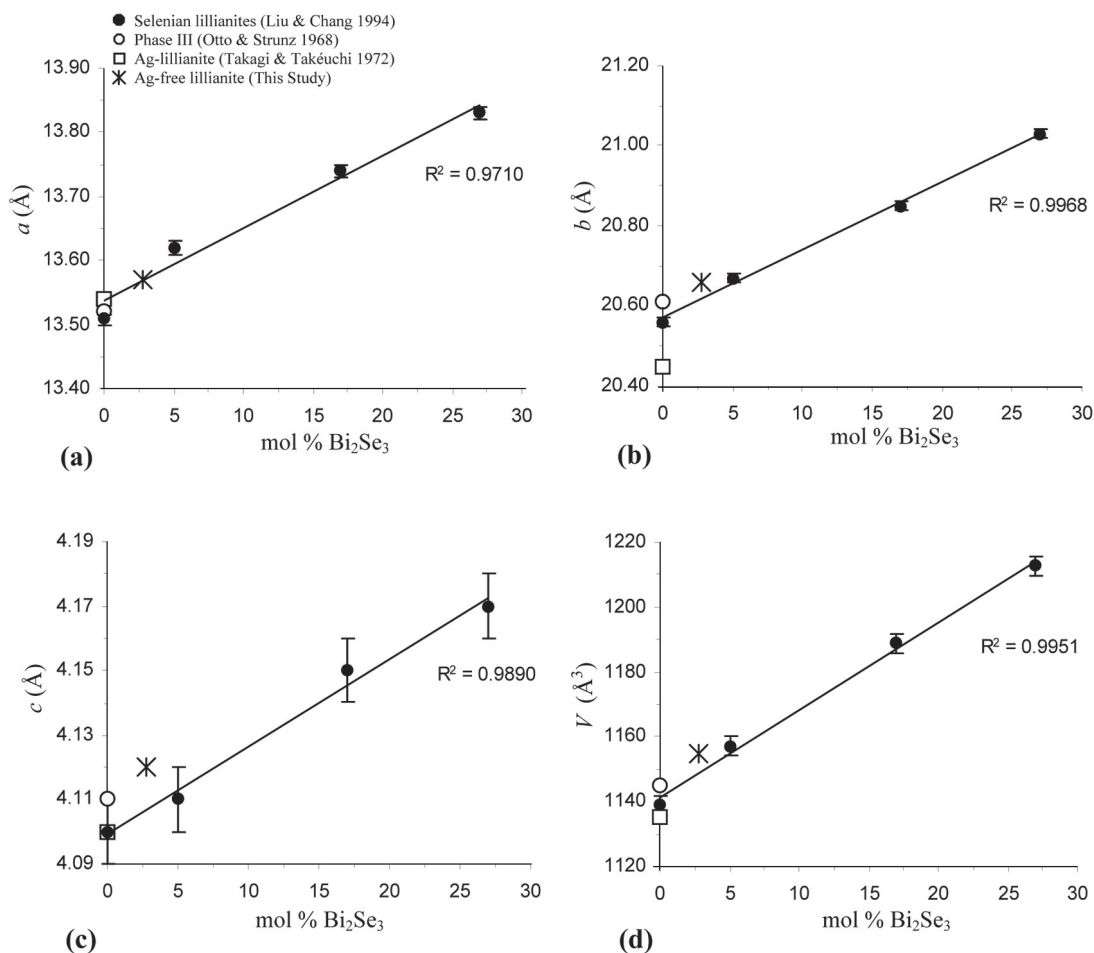 Selenian lillianites (Liu & Chang 1994)
Phase III (Otto & Strunz 1968)
Ag-lillianite (Takagi & Takéuchi 1972)
Ag-free lillianite (This Study)
13.90
13.80
13.70
13.60
13.50
13.40
a (Å)
R² = 0.9710
0 5 10 15 20 25 30
mol % Bi₂Se₃
(a)
21.20
21.00
20.80
20.60
20.40
b (Å)
R² = 0.9968
0 5 10 15 20 25 30
mol % Bi₂Se₃
(b)
4.19
4.17
4.15
4.13
4.11
4.09
c (Å)
R² = 0.9890
0 5 10 15 20 25 30
mol % Bi₂Se₃
(c)
1220
1200
1180
1160
1140
1120
V (Å³)
R² = 0.9951
0 5 10 15 20 25 30
mol % Bi₂Se₃
(d)